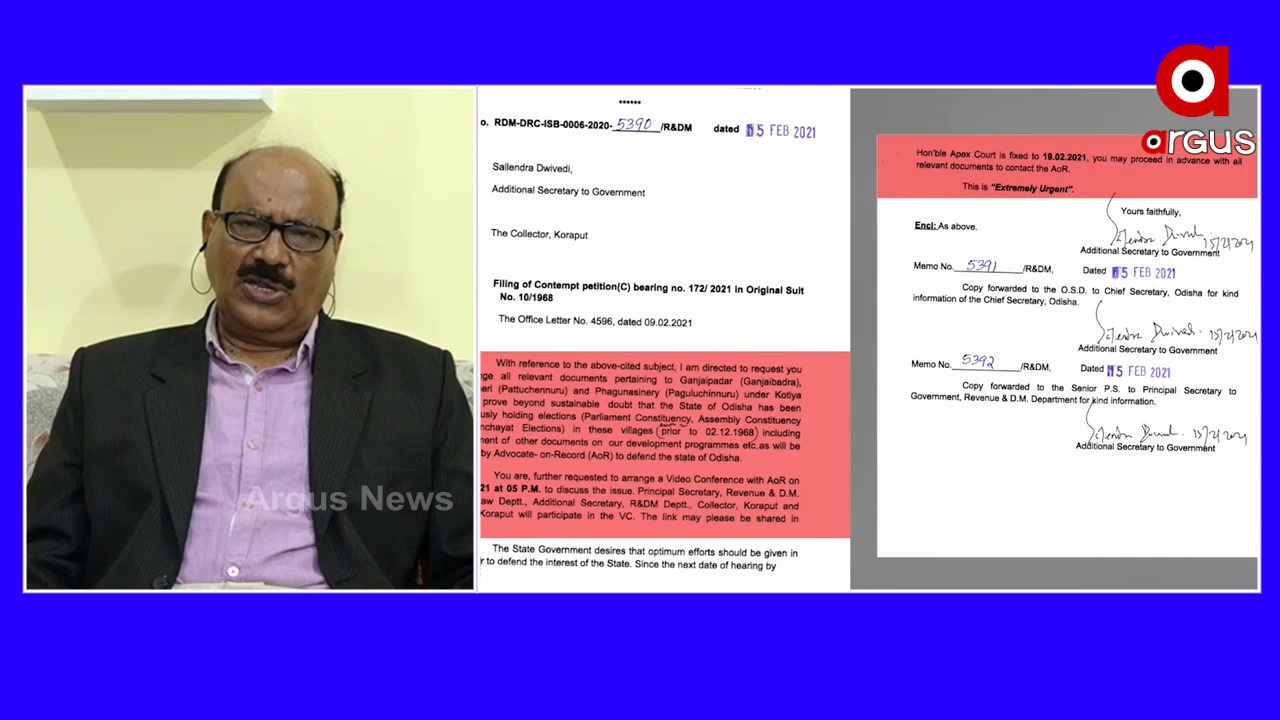 argus
Argus News
******
o. RDM-DRC-ISB-0006-2020- 5390 /R&DM dated 15 FEB 2021
Sailendra Dwivedi,
Additional Secretary to Government
The Collector, Koraput
Filing of Contempt petition(C) bearing no. 172/ 2021 in Original Suit
No. 10/1968
The Office Letter No. 4596, dated 09.02.2021
With reference to the above-cited subject, I am directed to request you
nge all relevant documents pertaining to Ganjaipadar (Ganjaibadra),
eri (Pattuchennuru) and Phagunasinery (Paguluchinnuru) under Kotiya
prove beyond sustainable doubt that the State of Odisha has been
usly holding elections (Parliament Constituency, Assembly Constituency
nchayat Elections) in these villages (prior to 02.12.1968) including
ment of other documents on our development programmes etc.as will be
by Advocate- on-Record (AoR) to defend the state of Odisha.
You are, further requested to arrange a Video Conference with AoR on
21 at 05 P.M. to discuss the issue. Principal Secretary, Revenue & D.M.
aw Deptt., Additional Secretary, R&DM Deptt., Collector, Koraput and
Koraput will participate in the VC. The link may please be shared in
The State Government desires that optimum efforts should be given in
r to defend the interest of the State. Since the next date of hearing by
Hon'ble Apex Court is fixed to 19.02.2021, you may proceed in advance with all
relevant documents to contact the AoR.
This is "Extremely Urgent".
Yours faithfully,
Encl: As above.
15/2/2021
Additional Secretary to Government
Memo No. 5391 /R&DM, Dated 15 FEB 2021
Copy forwarded to the O.S.D. to Chief Secretary, Odisha for kind
information of the Chief Secretary, Odisha.
15/2/2021
Additional Secretary to Government
Memo No. 5392 /R&DM, Dated 15 FEB 2021
Copy forwarded to the Senior P.S. to Principal Secretary to
Government, Revenue & D.M. Department for kind information.
15/2/2021
Additional Secretary to Government